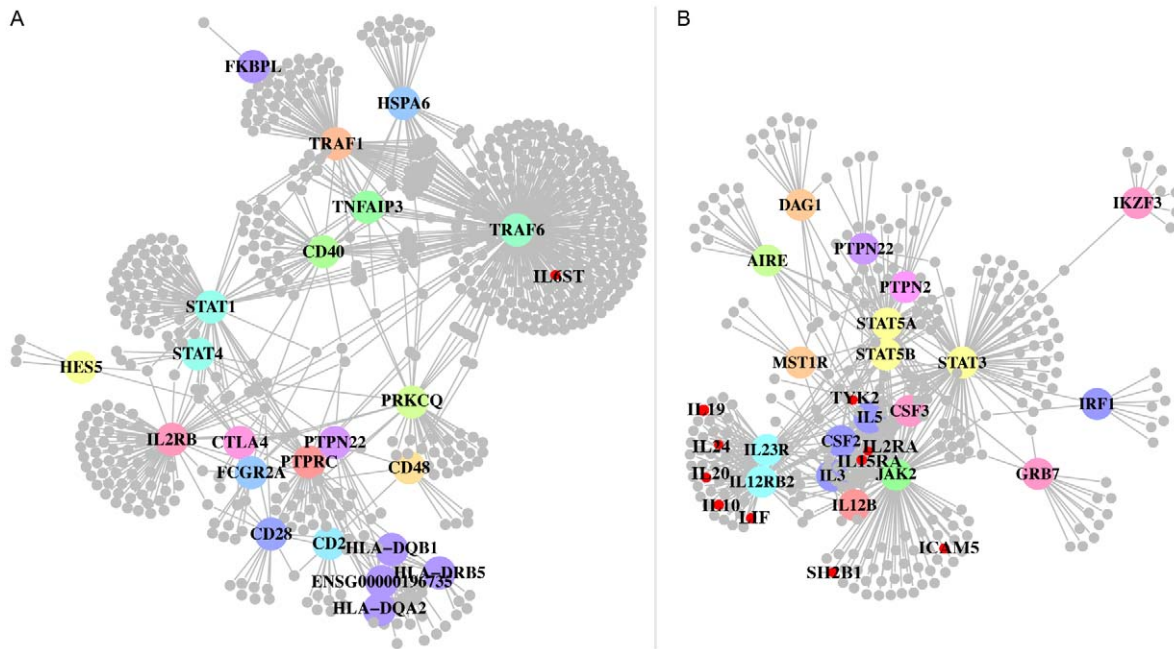 A
FKBPL
HSPA6
TRAF1
TNFAIP3
TRAF6
CD40
IL6ST
STAT1
STAT4
HES5
PRKCQ
IL2RB
CTLA4
PTPN22
FCGR2A
PTPRC
CD48
CD28
CD2
HLA−DQB1
HLA−DRB5
ENSG00000196735
HLA−DQA2
B
DAG1
IKZF3
PTPN22
AIRE
PTPN2
STAT5A
STAT5B
STAT3
MST1R
TYK2
IL19
IL5
CSF3
IRF1
IL24
IL23R
CSF2
IL2RA
IL15RA
IL20
IL12RB2
IL3
JAK2
GRB7
IL10
LIF
IL12B
ICAM5
SH2B1